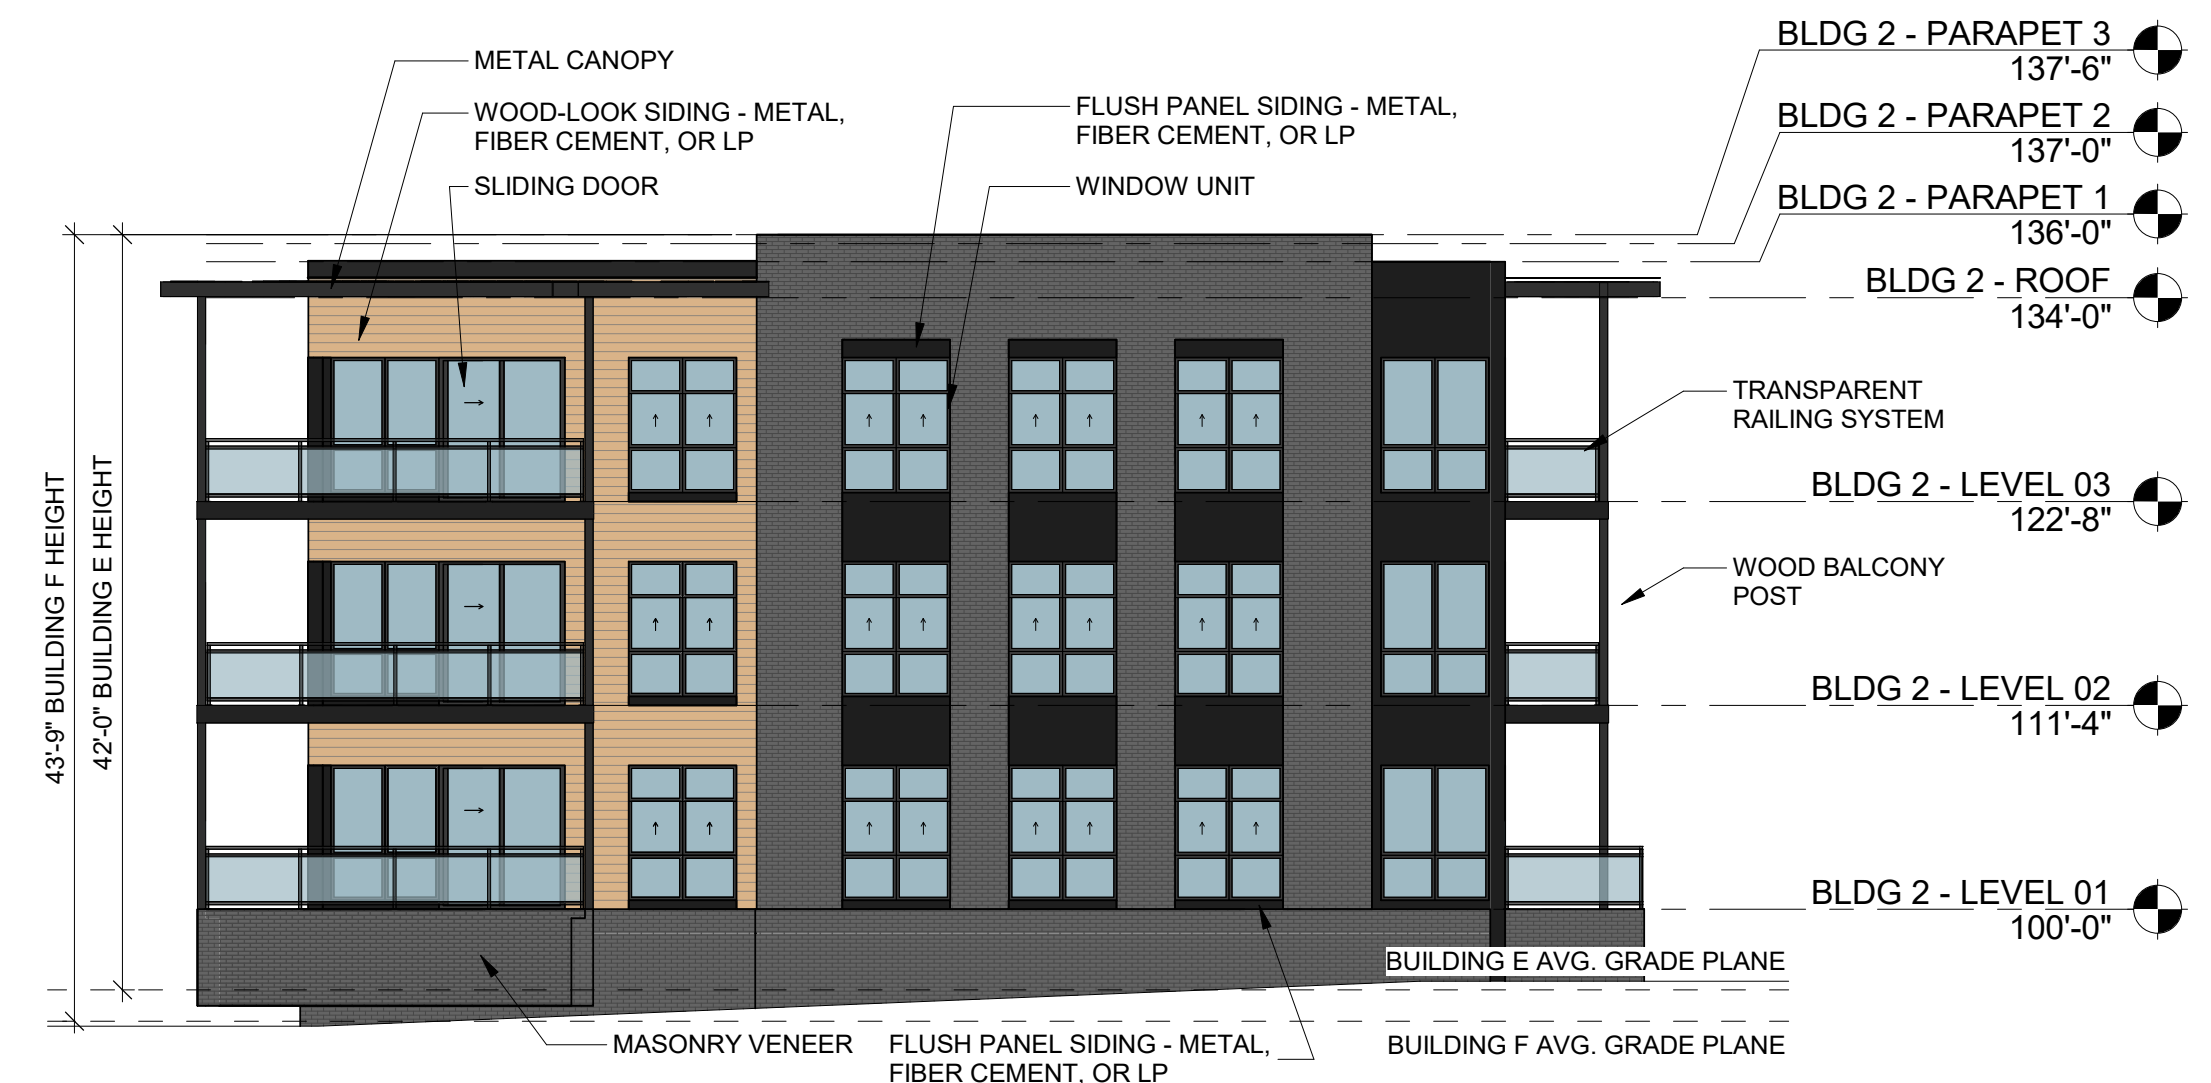 METAL CANOPY
WOOD-LOOK SIDING - METAL,
FIBER CEMENT, OR LP
SLIDING DOOR
FLUSH PANEL SIDING - METAL,
FIBER CEMENT, OR LP
WINDOW UNIT
BLDG 2 - PARAPET 3
137'-6"
BLDG 2 - PARAPET 2
137'-0"
BLDG 2 - PARAPET 1
136'-0"
BLDG 2 - ROOF
134'-0"
TRANSPARENT
RAILING SYSTEM
BLDG 2 - LEVEL 03
122'-8"
WOOD BALCONY
POST
BLDG 2 - LEVEL 02
111'-4"
BLDG 2 - LEVEL 01
100'-0"
43'-9" BUILDING F HEIGHT
42'-0" BUILDING E HEIGHT
BUILDING E AVG. GRADE PLANE
MASONRY VENEER
FLUSH PANEL SIDING - METAL,
FIBER CEMENT, OR LP
BUILDING F AVG. GRADE PLANE